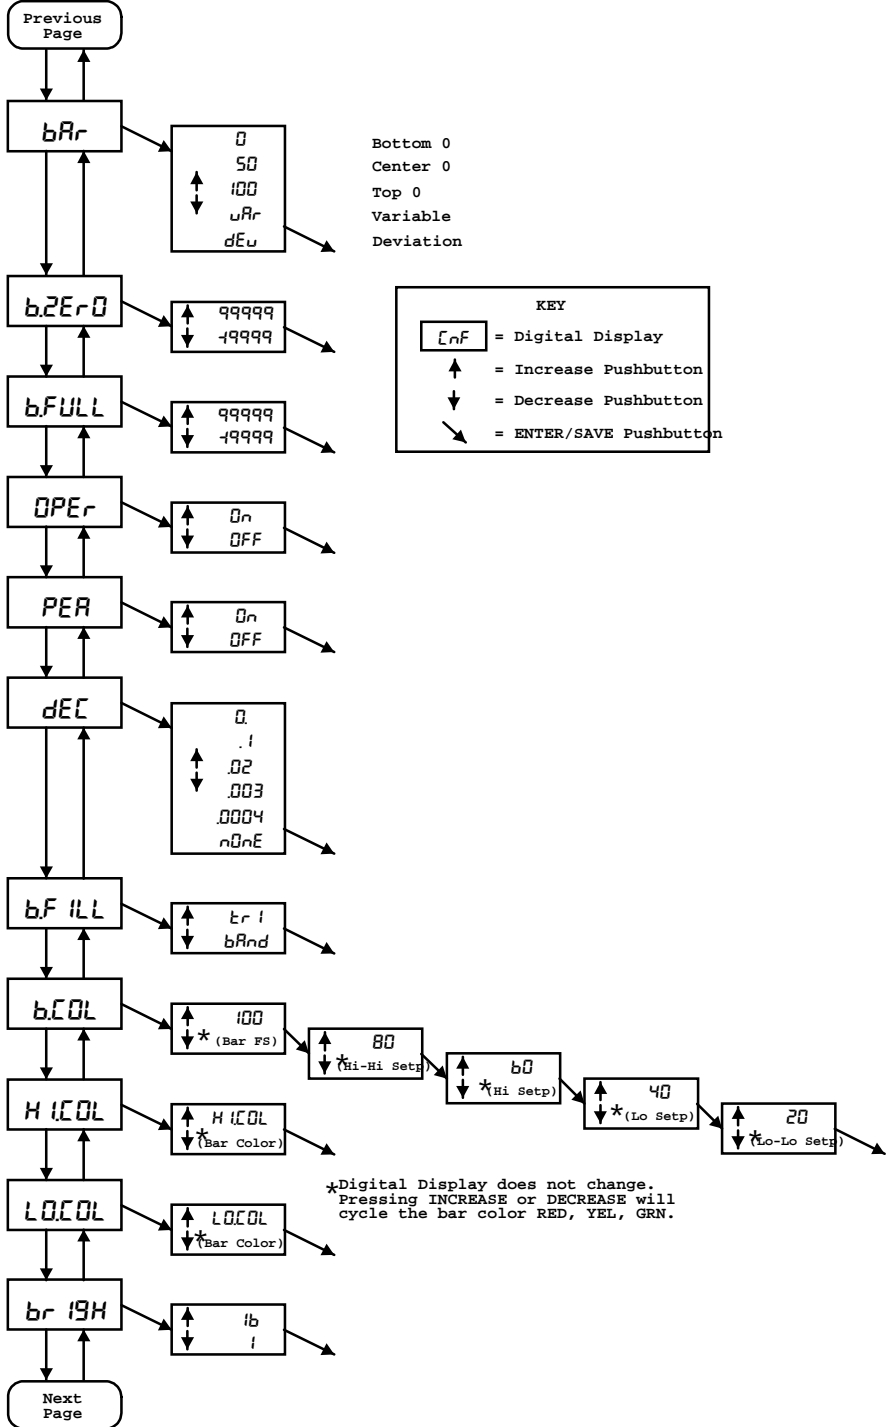 Previous
Page
bAr
0
50
100
vAr
dEv
Bottom 0
Center 0
Top 0
Variable
Deviation
b.ZErO
99999
-19999
KEY
CnF = Digital Display
= Increase Pushbutton
= Decrease Pushbutton
= ENTER/SAVE Pushbutton
b.FULL
99999
-19999
OPEr
On
OFF
PEA
On
OFF
dEC
0.
.1
.02
.003
.0004
nOnE
b.FILL
trI
bAnd
b.COL
100
*(Bar FS)
80
*(Hi-Hi Setp)
60
*(Hi Setp)
40
*(Lo Setp)
20
*(Lo-Lo Setp)
HI.COL
HI.COL
*(Bar Color)
*Digital Display does not change.
Pressing INCREASE or DECREASE will
cycle the bar color RED, YEL, GRN.
LO.COL
LO.COL
*(Bar Color)
brIGH
16
1
Next
Page